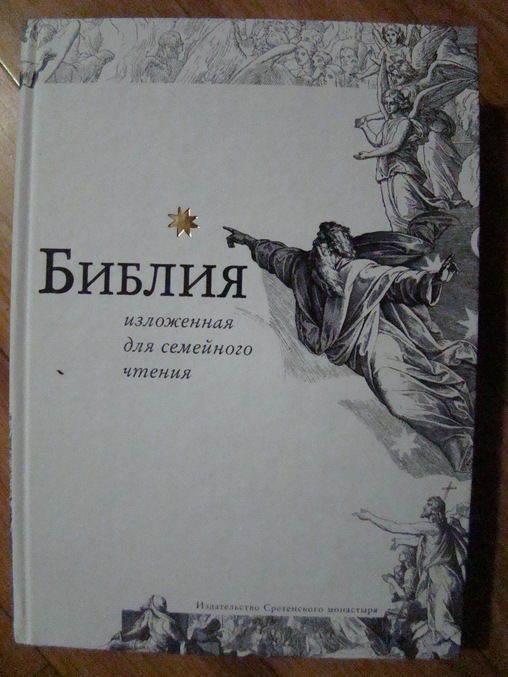 Библия
изложенная
для семейного
чтения
Издательство Сретенского монастыря